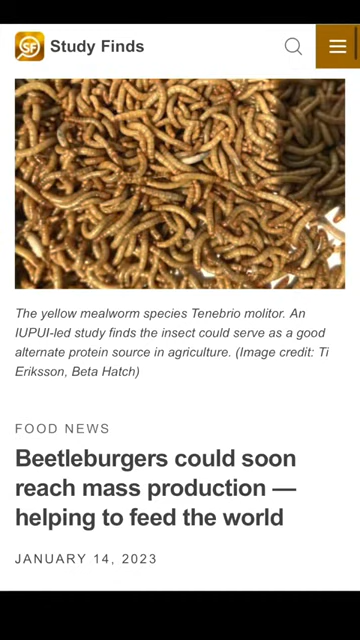 SF
Study Finds
The yellow mealworm species Tenebrio molitor. An
IUPUI-led study finds the insect could serve as a good
alternate protein source in agriculture. (Image credit: Ti
Eriksson, Beta Hatch)
FOOD NEWS
Beetleburgers could soon
reach mass production —
helping to feed the world
JANUARY 14, 2023